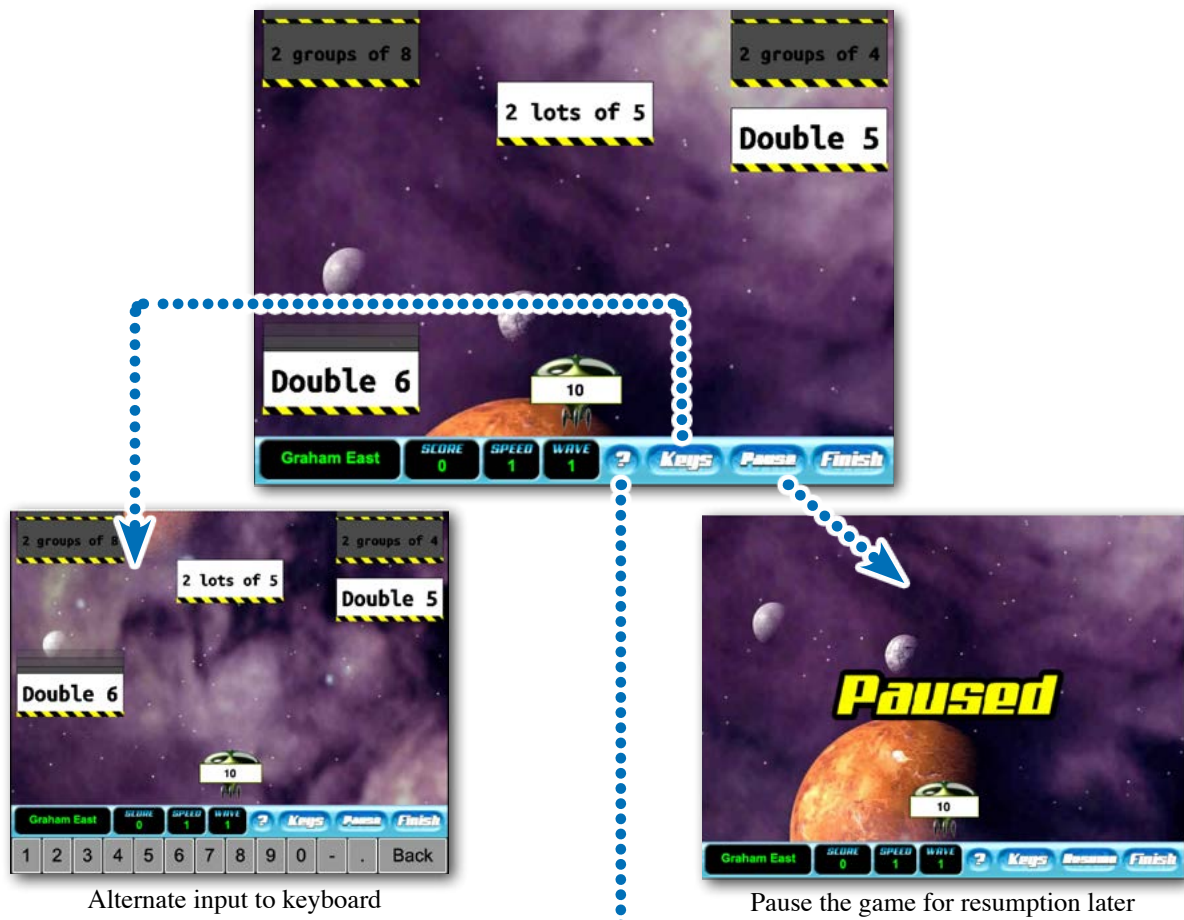 2 groups of 8
2 groups of 4
2 lots of 5
Double 5
Double 6
10
Graham East
SCORE
0
SPEED
1
WAVE
1
?
Keys
Pause
Finish
2 groups of 8
2 groups of 4
2 lots of 5
Double 5
Double 6
10
Graham East
SCORE
0
SPEED
1
WAVE
1
?
Keys
Pause
Finish
1 2 3 4 5 6 7 8 9 0 - . Back
Alternate input to keyboard
Paused
10
Graham East
SCORE
0
SPEED
1
WAVE
1
?
Keys
Resume
Finish
Pause the game for resumption later